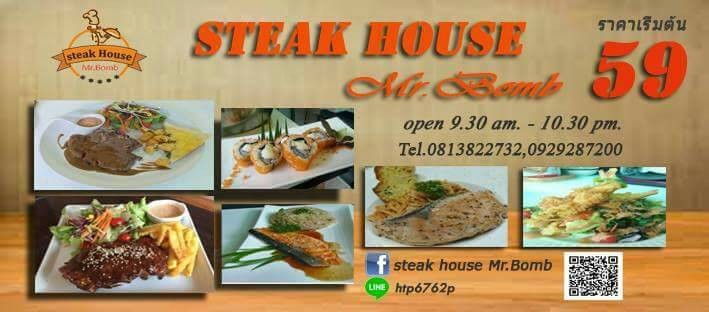 steak House
Mr.Bomb
STEAK HOUSE
Mr.Bomb
ราคาเริ่มต้น
59
open 9.30 am. - 10.30 pm.
Tel.0813822732,0929287200
steak house Mr.Bomb
LINE htp6762p